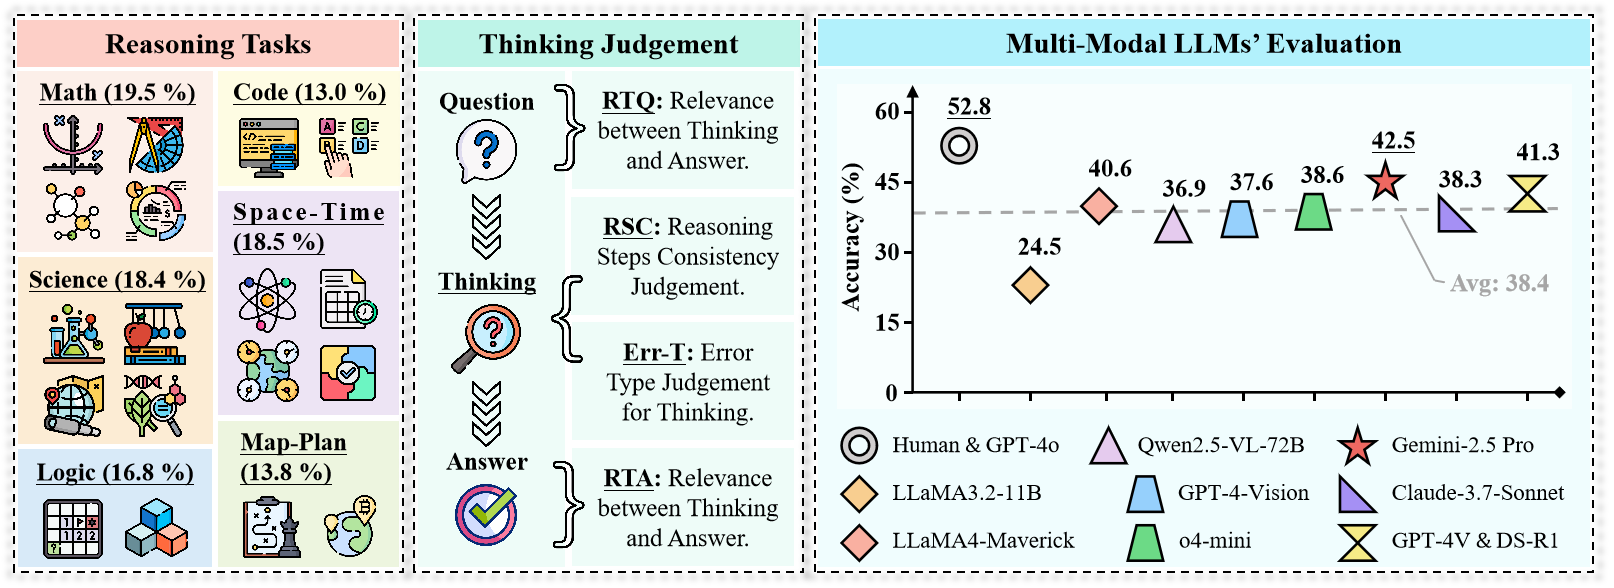 Reasoning Tasks
Math (19.5 %)
Code (13.0 %)
Space-Time
(18.5 %)
Science (18.4 %)
Map-Plan
(13.8 %)
Logic (16.8 %)
Thinking Judgement
Question
RTQ: Relevance
between Thinking
and Answer.
RSC: Reasoning
Steps Consistency
Judgement.
Thinking
Err-T: Error
Type Judgement
for Thinking.
Answer
RTA: Relevance
between Thinking
and Answer.
Multi-Modal LLMs' Evaluation
Accuracy (%)
60
45
30
15
0
52.8
24.5
40.6
36.9
37.6
38.6
42.5
38.3
41.3
Avg: 38.4
Human & GPT-4o
Qwen2.5-VL-72B
Gemini-2.5 Pro
LLaMA3.2-11B
GPT-4-Vision
Claude-3.7-Sonnet
LLaMA4-Maverick
o4-mini
GPT-4V & DS-R1